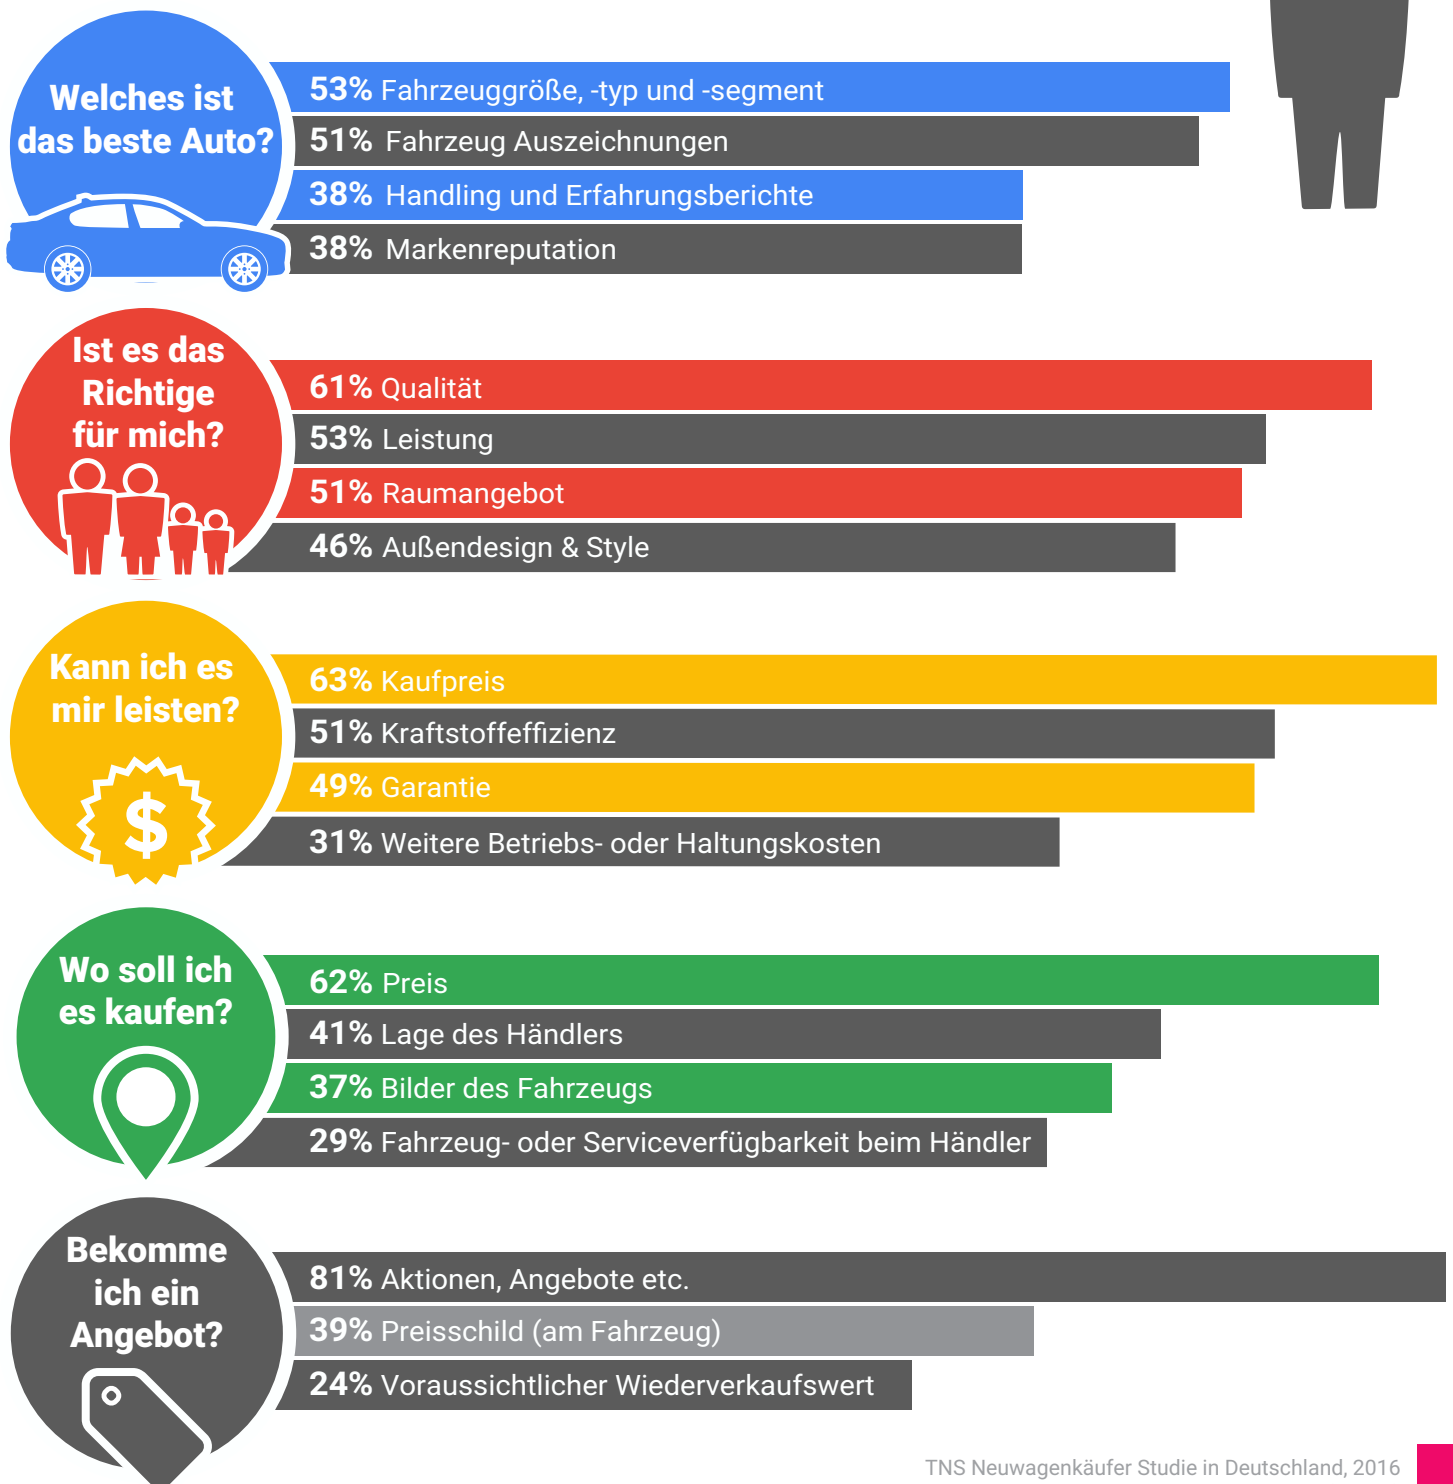 Welches ist
das beste Auto?
53% Fahrzeuggröße, -typ und -segment
51% Fahrzeug Auszeichnungen
38% Handling und Erfahrungsberichte
38% Markenreputation
Ist es das
Richtige
für mich?
61% Qualität
53% Leistung
51% Raumangebot
46% Außendesign & Style
Kann ich es
mir leisten?
$
63% Kaufpreis
51% Kraftstoffeffizienz
49% Garantie
31% Weitere Betriebs- oder Haltungskosten
Wo soll ich
es kaufen?
62% Preis
41% Lage des Händlers
37% Bilder des Fahrzeugs
29% Fahrzeug- oder Serviceverfügbarkeit beim Händler
Bekomme
ich ein
Angebot?
81% Aktionen, Angebote etc.
39% Preisschild (am Fahrzeug)
24% Voraussichtlicher Wiederverkaufswert
TNS Neuwagenkäufer Studie in Deutschland, 2016